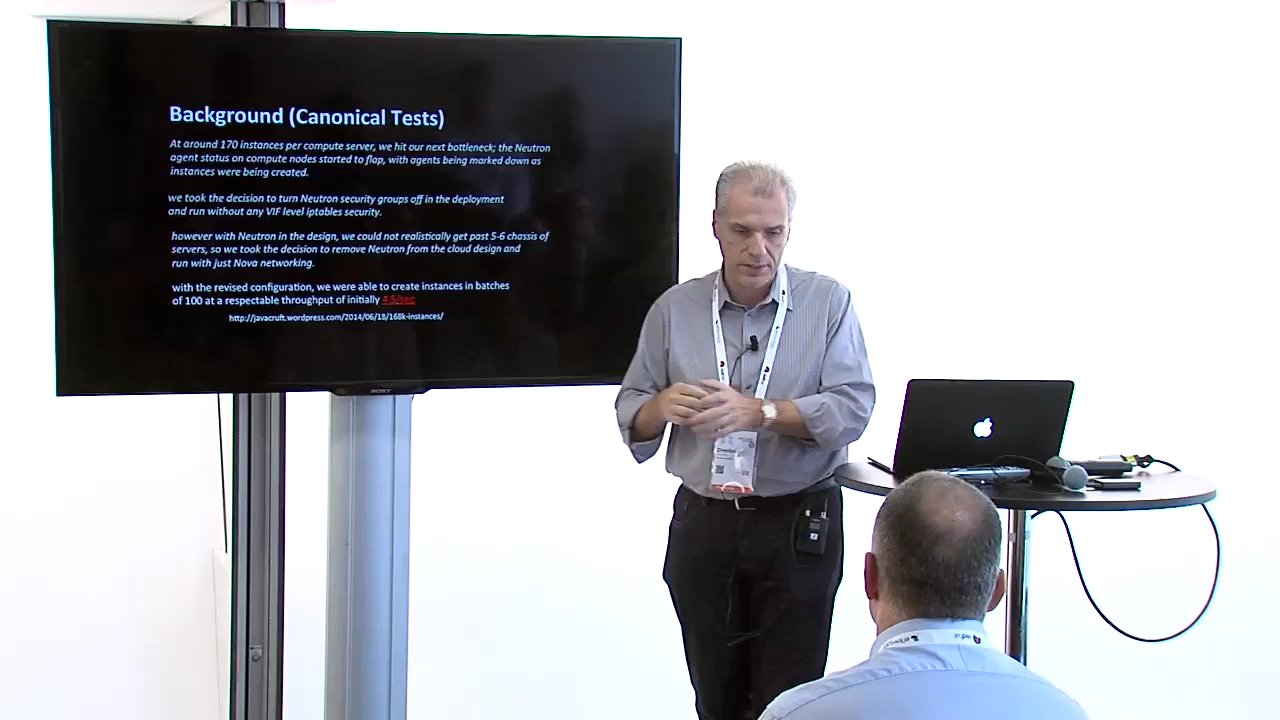 Background (Canonical Tests)
At around 170 instances per compute server, we hit our next bottleneck; the Neutron
agent status on compute nodes started to flap, with agents being marked down as
instances were being created.
we took the decision to turn Neutron security groups off in the deployment
and run without any VIF level iptables security.
however with Neutron in the design, we could not realistically get past 5-6 chassis of
servers, so we took the decision to remove Neutron from the cloud design and
run with just Nova networking.
with the revised configuration, we were able to create instances in batches
of 100 at a respectable throughput of initially 4.5/sec
http://javacruft.wordpress.com/2014/06/18/168k-instances/
SONY